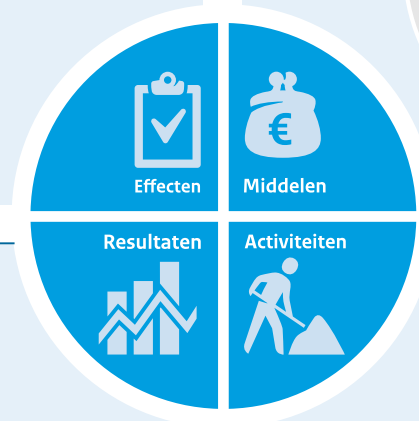 €
Effecten
Middelen
Resultaten
Activiteiten